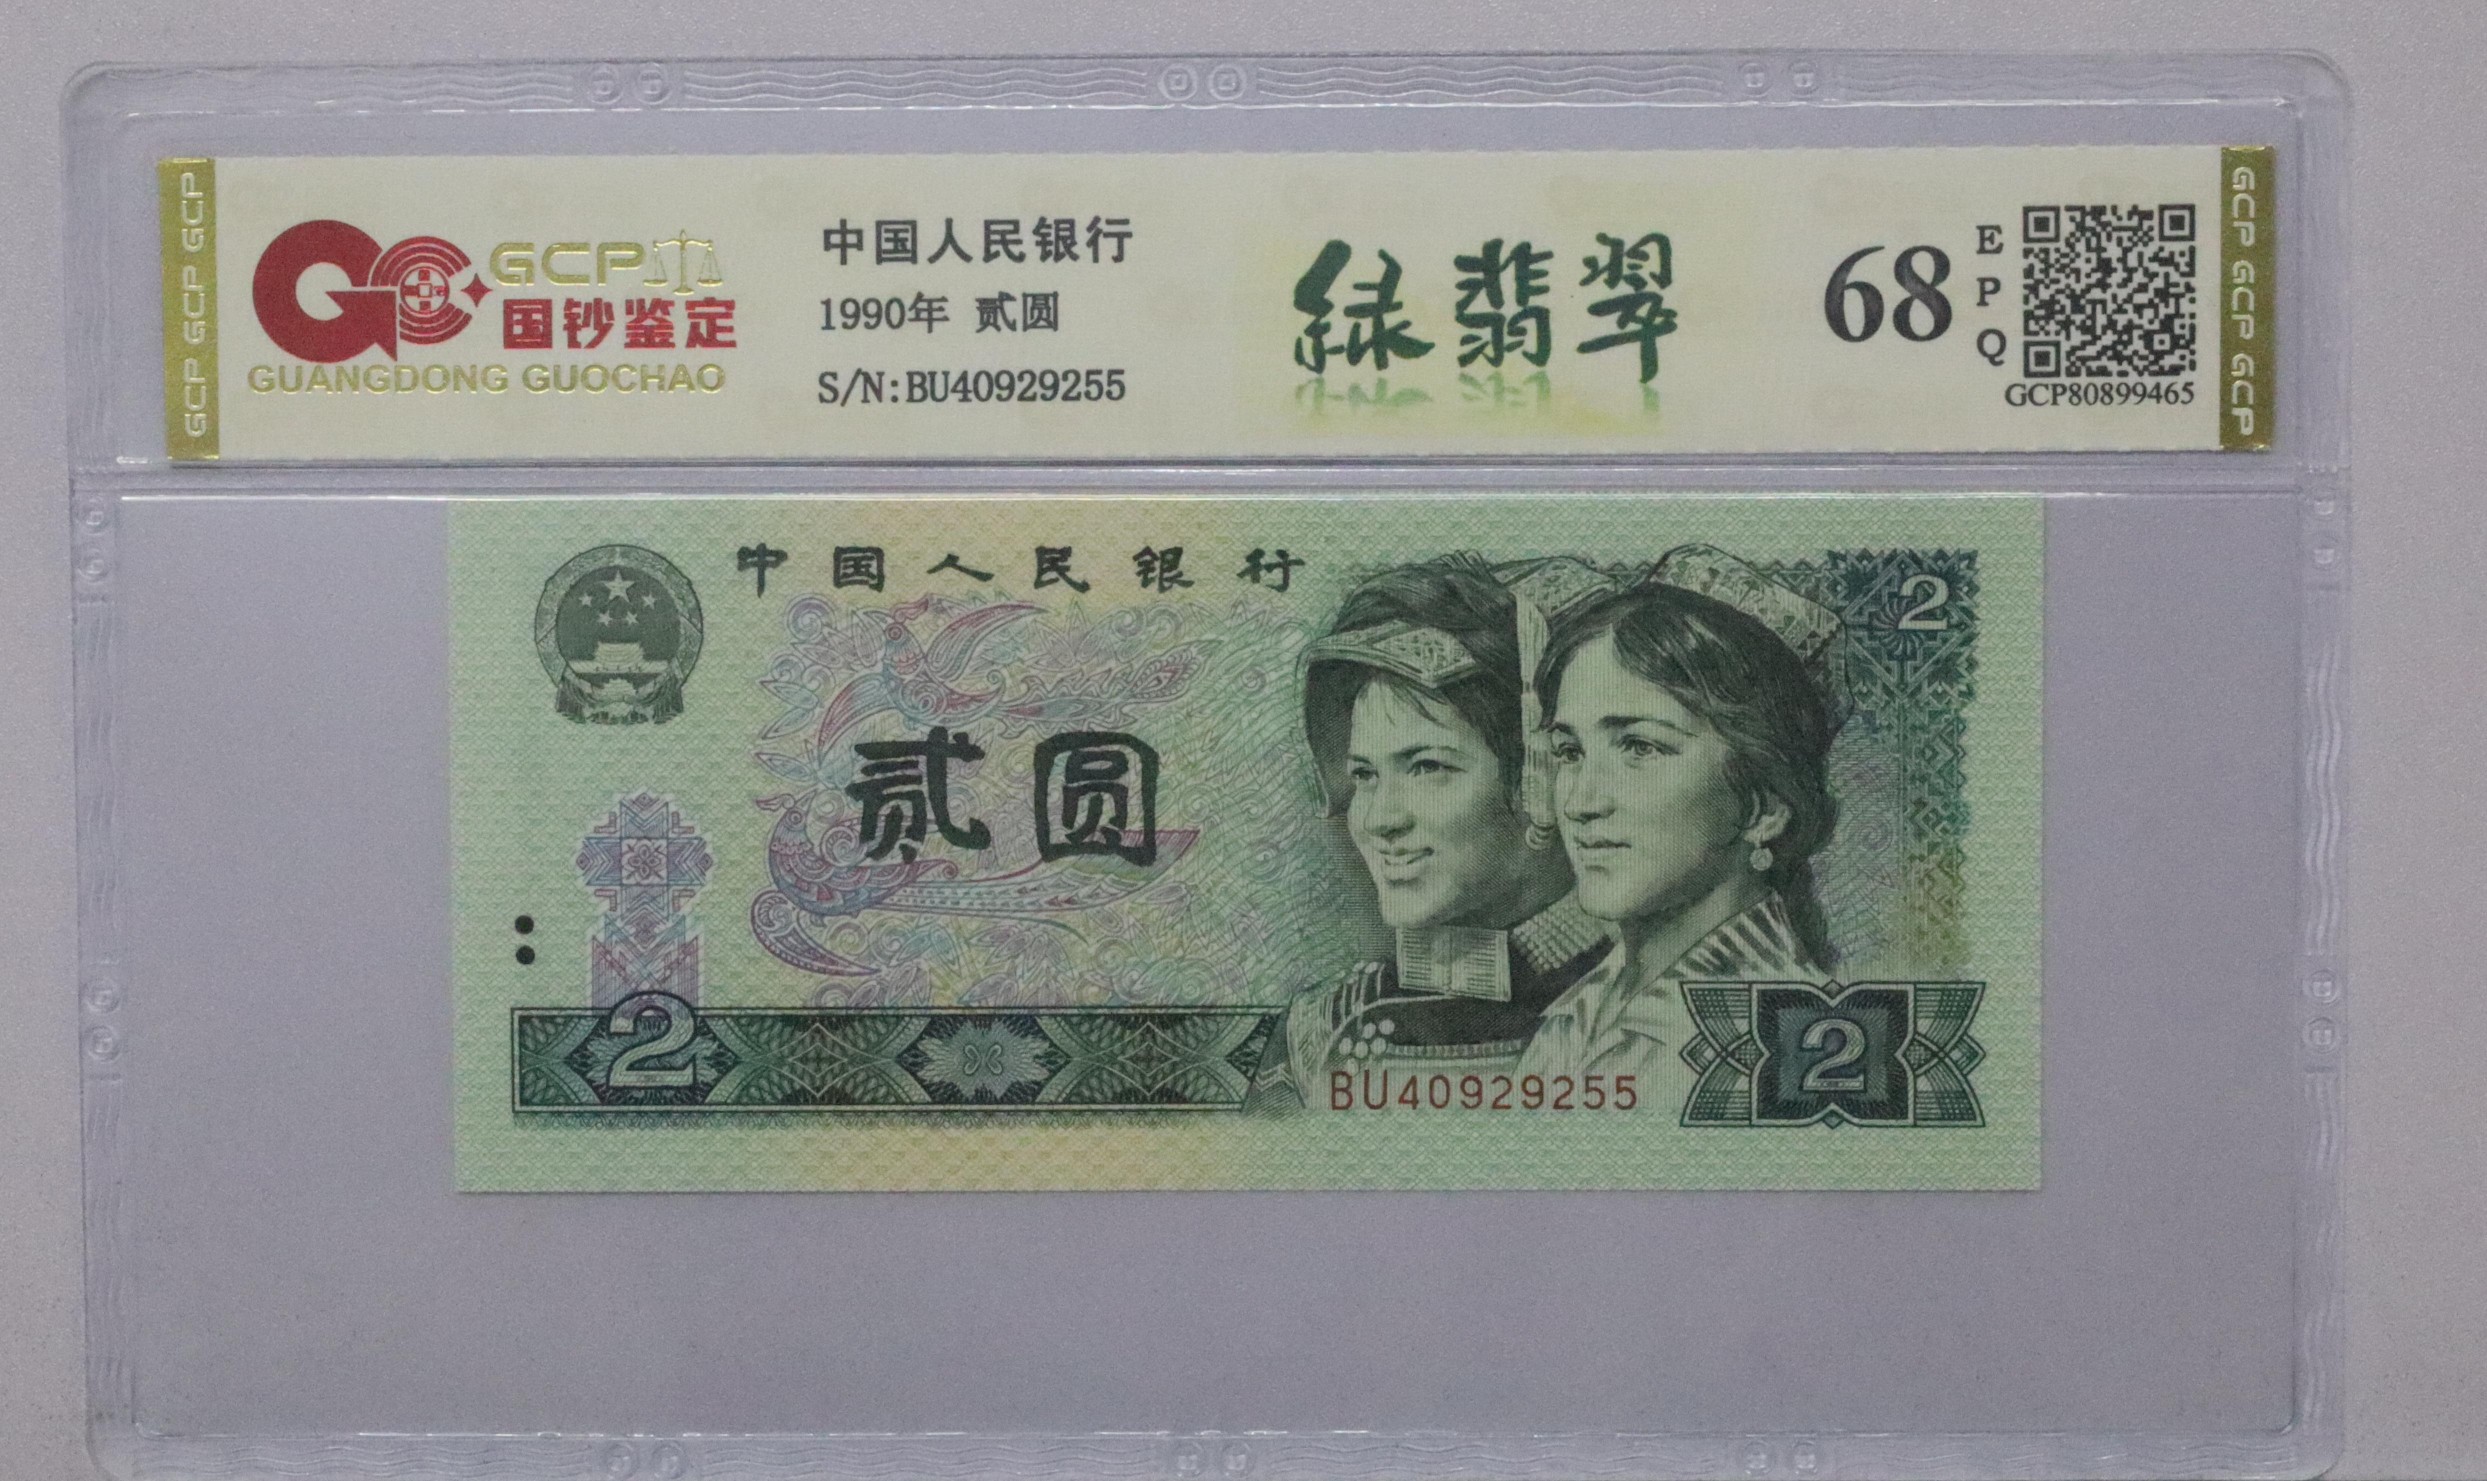 GCP GCP GCP
GCP
国钞鉴定
GUANGDONG GUOCHAO
中国人民银行
1990年 贰圆
S/N:BU40929255
绿翡翠
68
E
P
Q
GCP80899465
GCP GCP GCP
中国人民银行
2
贰圆
2
BU40929255
2